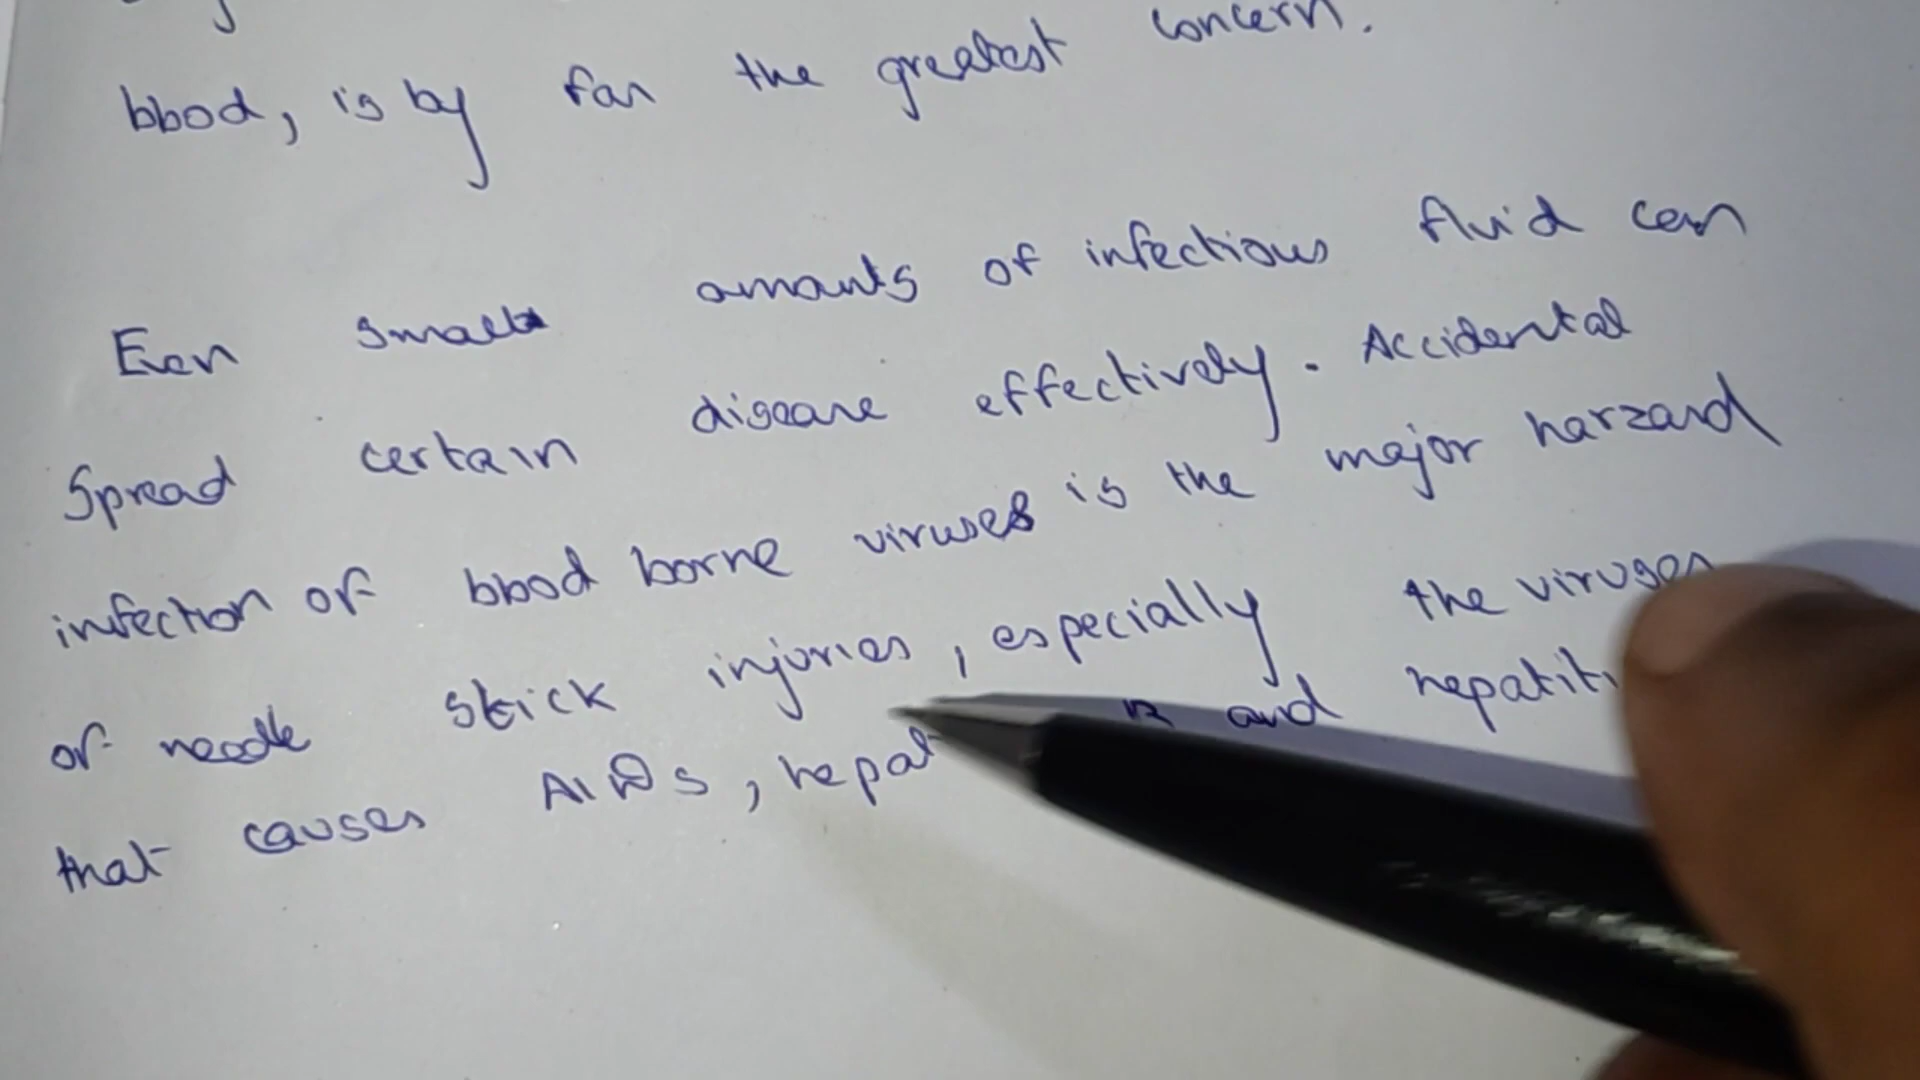 blood, is by far the greatest concern.
Even small amounts of infectious fluid can
Spread certain disease effectively. Accidental
infection of blood borne viruses is the major harzard
of needle stick injuries, especially the viruses
that causes AIDS, and